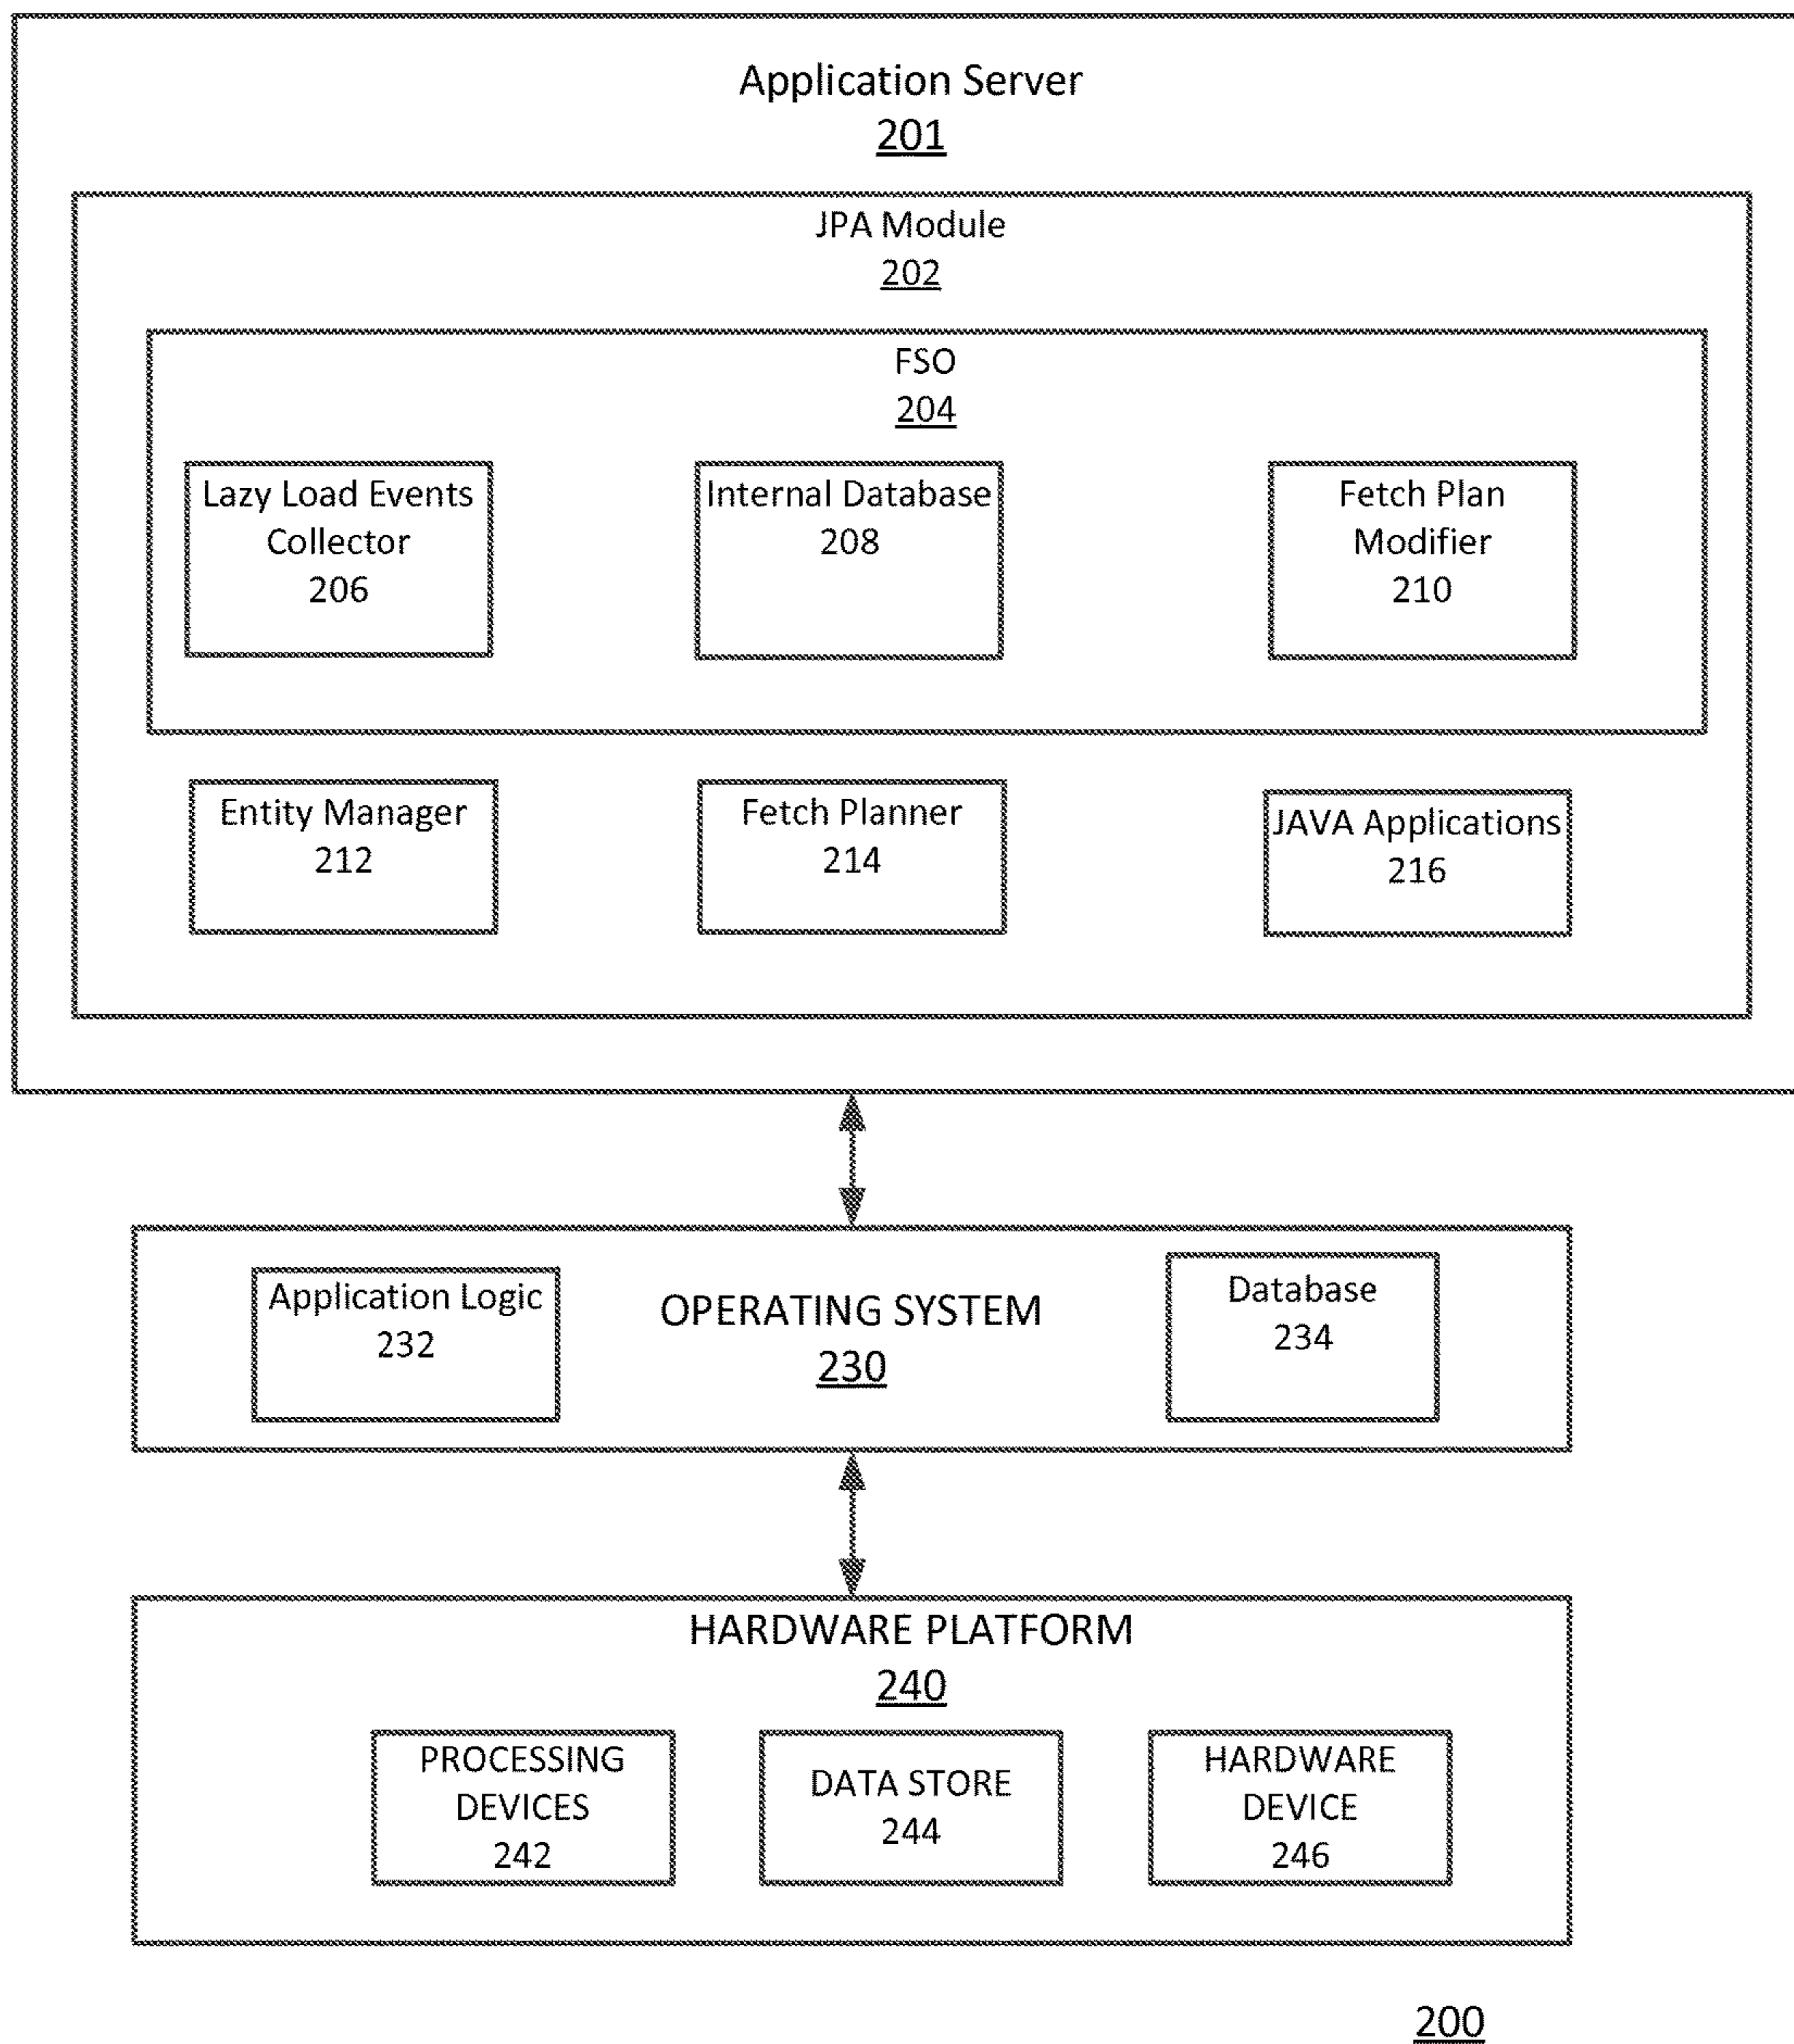 Application Server
201
JPA Module
202
FSO
204
Lazy Load Events
Collector
206
Internal Database
208
Fetch Plan
Modifier
210
Entity Manager
212
Fetch Planner
214
JAVA Applications
216
Application Logic
232
OPERATING SYSTEM
230
Database
234
HARDWARE PLATFORM
240
PROCESSING
DEVICES
242
DATA STORE
244
HARDWARE
DEVICE
246
200